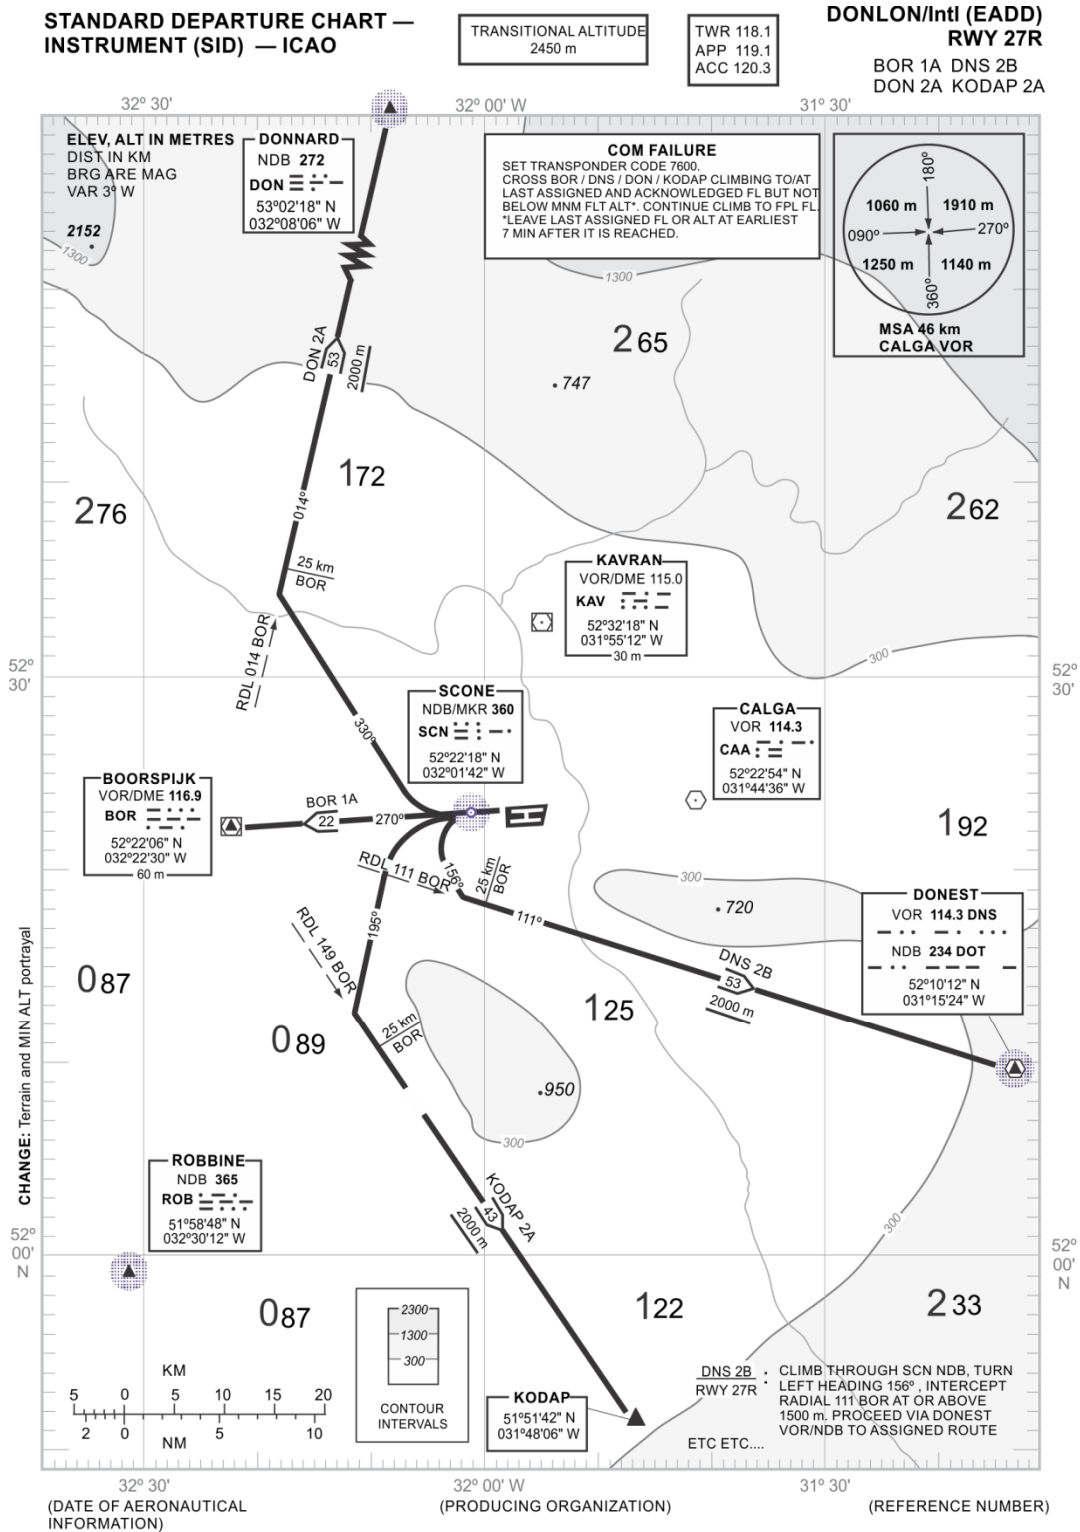 STANDARD DEPARTURE CHART —
INSTRUMENT (SID) — ICAO
TRANSITIONAL ALTITUDE
2450 m
TWR 118.1
APP 119.1
ACC 120.3
DONLON/Intl (EADD)
RWY 27R
BOR 1A DNS 2B
DON 2A KODAP 2A
32º 30'
32º 00' W
31º 30'
ELEV, ALT IN METRES
DIST IN KM
BRG ARE MAG
VAR 3º W
2152
1300
DONNARD
NDB 272
DON
53º02'18" N
032º08'06" W
COM FAILURE
SET TRANSPONDER CODE 7600.
CROSS BOR / DNS / DON / KODAP CLIMBING TO/AT
LAST ASSIGNED AND ACKNOWLEDGED FL BUT NOT
BELOW MNM FLT ALT*. CONTINUE CLIMB TO FPL FL.
*LEAVE LAST ASSIGNED FL OR ALT AT EARLIEST
7 MIN AFTER IT IS REACHED.
1300
180º
1060 m
1910 m
090º
270º
1250 m
1140 m
360º
MSA 46 km
CALGA VOR
DON 2A
53
2000 m
265
747
172
276
262
014º
25 km
BOR
KAVRAN
VOR/DME 115.0
KAV
52º32'18" N
031º55'12" W
30 m
RDL 014 BOR
300
52º
30'
52º
30'
330º
SCONE
NDB/MKR 360
SCN
52º22'18" N
032º01'42" W
CALGA
VOR 114.3
CAA
52º22'54" N
031º44'36" W
BOORSPIJK
VOR/DME 116.9
BOR
52º22'06" N
032º22'30" W
60 m
BOR 1A
22
270º
192
RDL 111 BOR
156º
25 km
BOR
300
720
DONEST
VOR 114.3 DNS
NDB 234 DOT
52º10'12" N
031º15'24" W
195º
111º
RDL 149 BOR
DNS 2B
53
2000 m
087
125
089
25 km
BOR
950
300
CHANGE: Terrain and MIN ALT portrayal
ROBBINE
NDB 365
ROB
51º58'48" N
032º30'12" W
KODAP 2A
43
2000 m
300
52º
00'
N
52º
00'
N
087
122
233
2300
1300
300
CONTOUR
INTERVALS
KM
5 0 5 10 15 20
2 0 5 10
NM
KODAP
51º51'42" N
031º48'06" W
DNS 2B
RWY 27R
: CLIMB THROUGH SCN NDB, TURN
LEFT HEADING 156º , INTERCEPT
RADIAL 111 BOR AT OR ABOVE
1500 m. PROCEED VIA DONEST
VOR/NDB TO ASSIGNED ROUTE
ETC ETC....
32º 30'
32º 00' W
31º 30'
(DATE OF AERONAUTICAL
INFORMATION)
(PRODUCING ORGANIZATION)
(REFERENCE NUMBER)